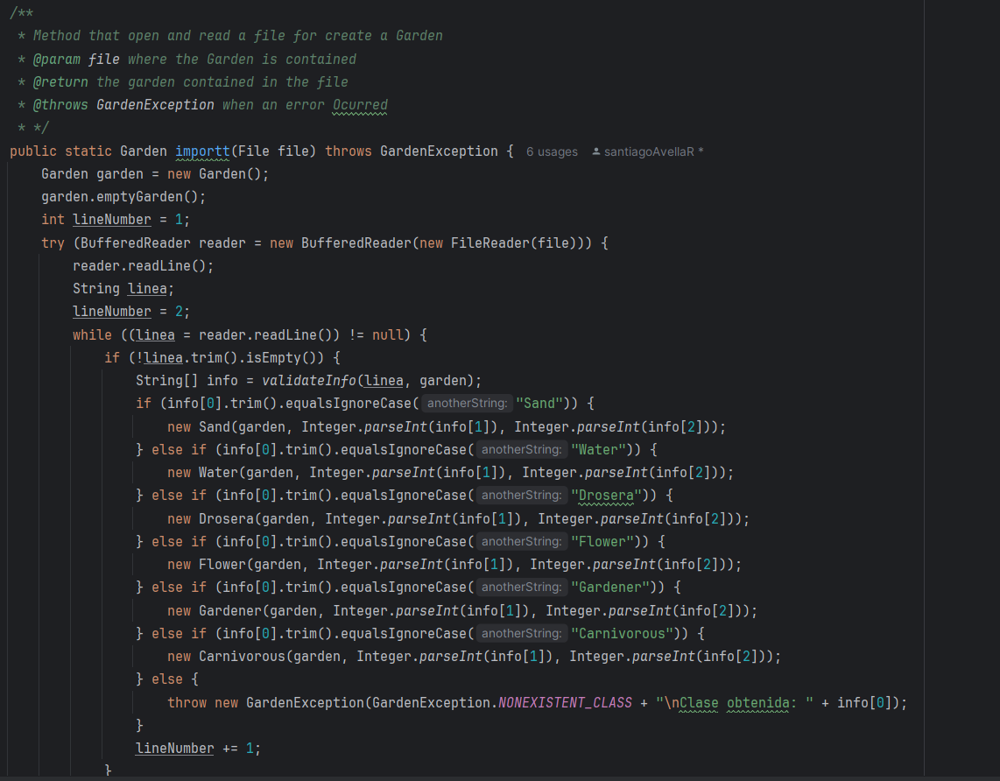 /**
 * Method that open and read a file for create a Garden
 * @param file where the Garden is contained
 * @return the garden contained in the file
 * @throws GardenException when an error Ocurred
 * */
public static Garden importt(File file) throws GardenException { 6 usages santiagoAvellaR *
    Garden garden = new Garden();
    garden.emptyGarden();
    int lineNumber = 1;
    try (BufferedReader reader = new BufferedReader(new FileReader(file))) {
        reader.readLine();
        String linea;
        lineNumber = 2;
        while ((linea = reader.readLine()) != null) {
            if (!linea.trim().isEmpty()) {
                String[] info = validateInfo(linea, garden);
                if (info[0].trim().equalsIgnoreCase( anotherString: "Sand")) {
                    new Sand(garden, Integer.parseInt(info[1]), Integer.parseInt(info[2]));
                } else if (info[0].trim().equalsIgnoreCase( anotherString: "Water")) {
                    new Water(garden, Integer.parseInt(info[1]), Integer.parseInt(info[2]));
                } else if (info[0].trim().equalsIgnoreCase( anotherString: "Drosera")) {
                    new Drosera(garden, Integer.parseInt(info[1]), Integer.parseInt(info[2]));
                } else if (info[0].trim().equalsIgnoreCase( anotherString: "Flower")) {
                    new Flower(garden, Integer.parseInt(info[1]), Integer.parseInt(info[2]));
                } else if (info[0].trim().equalsIgnoreCase( anotherString: "Gardener")) {
                    new Gardener(garden, Integer.parseInt(info[1]), Integer.parseInt(info[2]));
                } else if (info[0].trim().equalsIgnoreCase( anotherString: "Carnivorous")) {
                    new Carnivorous(garden, Integer.parseInt(info[1]), Integer.parseInt(info[2]));
                } else {
                    throw new GardenException(GardenException.NONEXISTENT_CLASS + "\nClase obtenida: " + info[0]);
                }
                lineNumber += 1;
            }